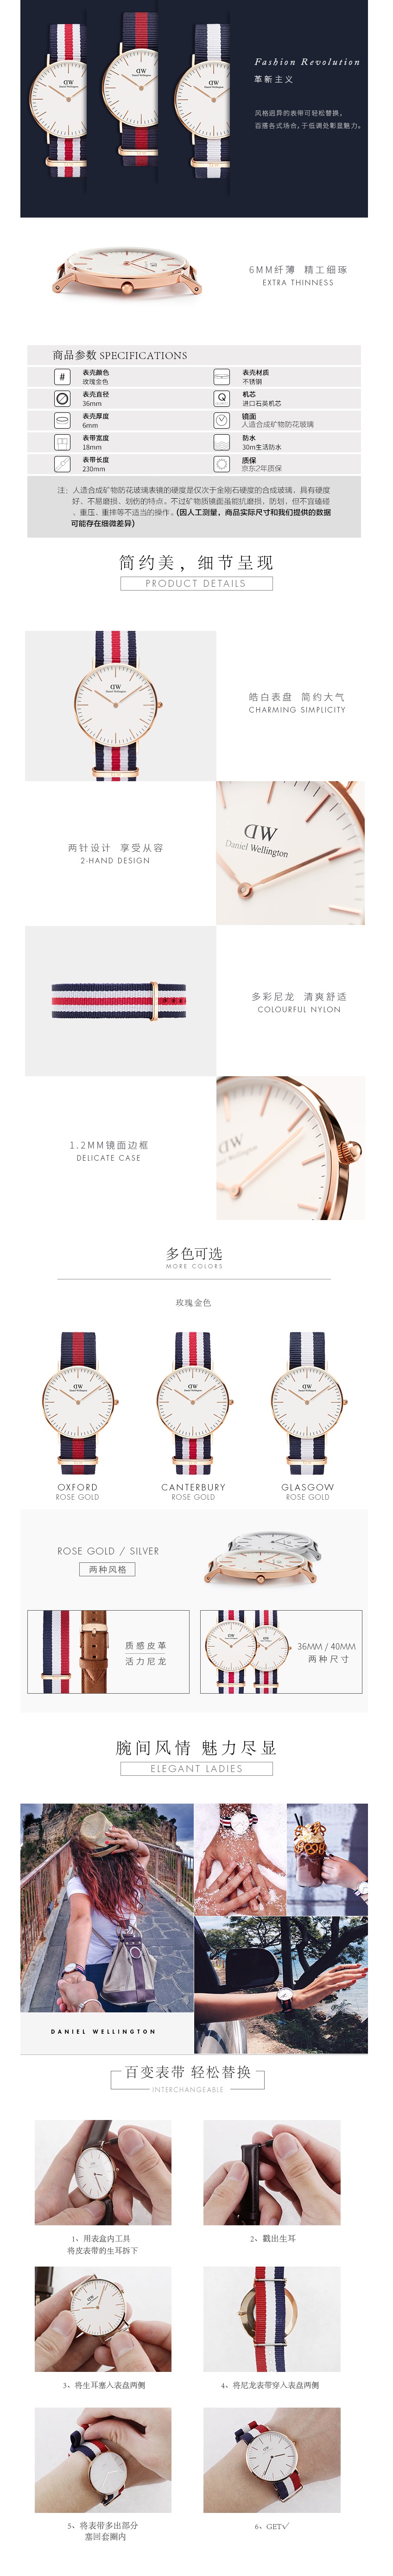 Fashion Revolution
革新主义
风格迥异的表带可轻松替换，
百搭各式场合，于低调处彰显魅力。
6MM纤薄 精工细琢
EXTRA THINNESS
商品参数 SPECIFICATIONS
表壳颜色
玫瑰金色
表壳材质
不锈钢
表壳直径
36mm
机芯
进口石英机芯
表壳厚度
6mm
镜面
人造合成矿物防花玻璃
表带宽度
18mm
防水
30m生活防水
表带长度
230mm
质保
京东2年质保
注：人造合成矿物防花玻璃表镜的硬度是仅次于金刚石硬度的合成玻璃，具有硬度
好、不易磨损、划伤的特点，不过矿物质镜面虽能抗磨损、防划，但不宜磕碰
、重压、重摔等不适当的操作。(因人工测量，商品实际尺寸和我们提供的数据
可能存在细微差异)
简约美，细节呈现
PRODUCT DETAILS
DW
Daniel Wellington
皓白表盘 简约大气
CHARMING SIMPLICITY
两针设计 享受从容
2-HAND DESIGN
DW
Daniel Wellington
多彩尼龙 清爽舒适
COLOURFUL NYLON
1.2MM镜面边框
DELICATE CASE
DW
Daniel Wellington
多色可选
MORE COLORS
玫瑰金色
OXFORD
ROSE GOLD
CANTERBURY
ROSE GOLD
GLASGOW
ROSE GOLD
ROSE GOLD / SILVER
两种风格
质感皮革
活力尼龙
36MM / 40MM
两种尺寸
腕间风情 魅力尽显
ELEGANT LADIES
DANIEL WELLINGTON
百变表带 轻松替换
INTERCHANGEABLE
1、用表盒内工具
将皮表带的生耳拆下
2、戳出生耳
3、将生耳塞入表盘两侧
4、将尼龙表带穿入表盘两侧
5、将表带多出部分
塞回套圈内
6、GET√